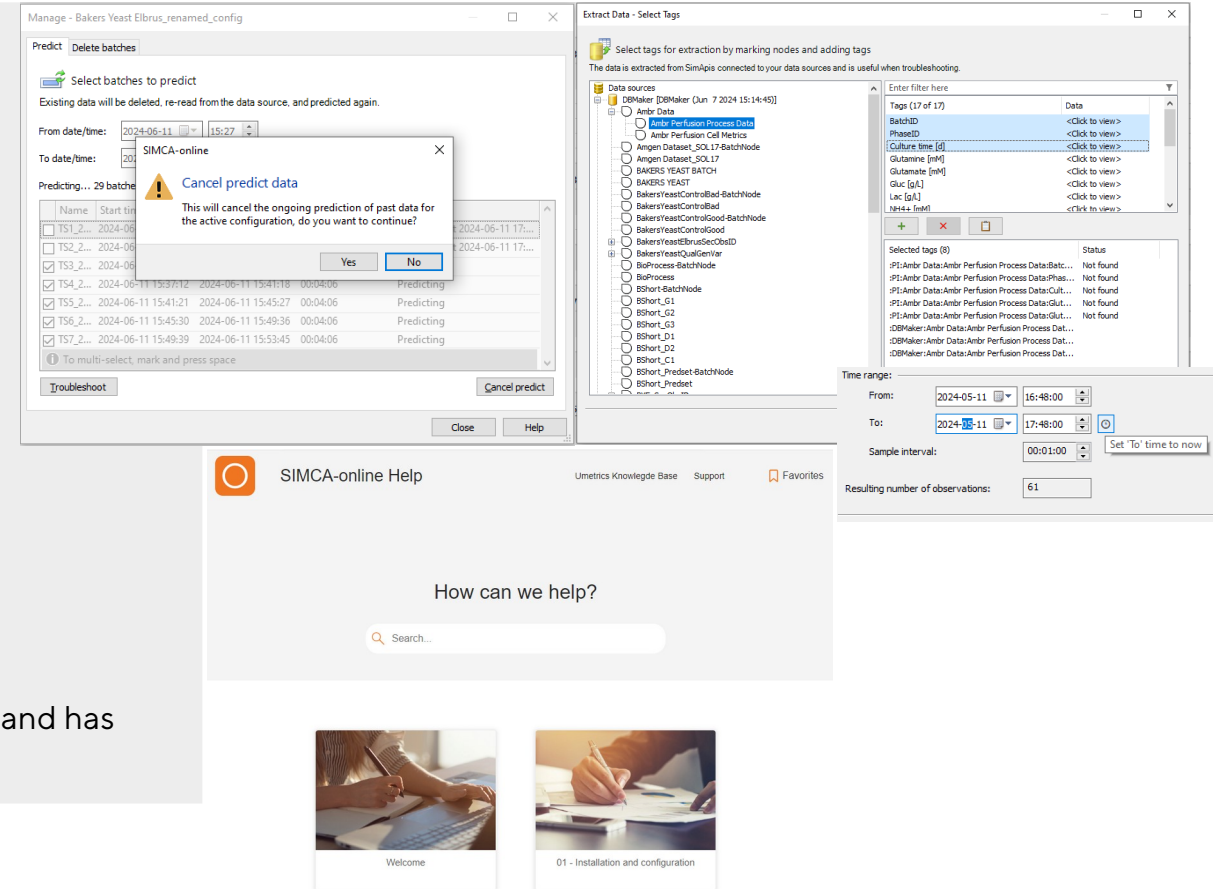 Manage - Bakers Yeast Elbrus_renamed_config
Predict Delete batches
Select batches to predict
Existing data will be deleted, re-read from the data source, and predicted again.
From date/time: 2024-06-11 15:27
To date/time: 202
Predicting... 29 batche
Name Start tim
TS1_2... 2024-06 2024-06-11 17:...
TS2_2... 2024-06 2024-06-11 17:...
TS3_2... 2024-06
TS4_2... 2024-06-11 15:37:12 2024-06-11 15:41:18 00:04:06 Predicting
TS5_2... 2024-06-11 15:41:21 2024-06-11 15:45:27 00:04:06 Predicting
TS6_2... 2024-06-11 15:45:30 2024-06-11 15:49:36 00:04:06 Predicting
TS7_2... 2024-06-11 15:49:39 2024-06-11 15:53:45 00:04:06 Predicting
To multi-select, mark and press space
Troubleshoot Cancel predict
Close Help
SIMCA-online
Cancel predict data
This will cancel the ongoing prediction of past data for
the active configuration, do you want to continue?
Yes No
Extract Data - Select Tags
Select tags for extraction by marking nodes and adding tags
The data is extracted from SimApis connected to your data sources and is useful when troubleshooting.
Data sources
DBMaker [DBMaker (Jun 7 2024 15:14:45)]
Ambr Data
Ambr Perfusion Process Data
Ambr Perfusion Cell Metrics
Amgen Dataset_SOL17-BatchNode
Amgen Dataset_SOL17
BAKERS YEAST BATCH
BAKERS YEAST
BakersYeastControlBad-BatchNode
BakersYeastControlBad
BakersYeastControlGood-BatchNode
BakersYeastControlGood
BakersYeastElbrusSecObsID
BakersYeastQualGenVar
BioProcess-BatchNode
BioProcess
BShort-BatchNode
BShort_G1
BShort_G2
BShort_G3
BShort_D1
BShort_D2
BShort_C1
BShort_Predset-BatchNode
BShort_Predset
Enter filter here
Tags (17 of 17) Data
BatchID <Click to view>
PhaseID <Click to view>
Culture time [d] <Click to view>
Glutamine [mM] <Click to view>
Glutamate [mM] <Click to view>
Gluc [g/L] <Click to view>
Lac [g/L] <Click to view>
NH4+ [mM] <Click to view>
Selected tags (8) Status
:PI:Ambr Data:Ambr Perfusion Process Data:Batc... Not found
:PI:Ambr Data:Ambr Perfusion Process Data:Phas... Not found
:PI:Ambr Data:Ambr Perfusion Process Data:Cult... Not found
:PI:Ambr Data:Ambr Perfusion Process Data:Glut... Not found
:PI:Ambr Data:Ambr Perfusion Process Data:Glut... Not found
:DBMaker:Ambr Data:Ambr Perfusion Process Dat...
:DBMaker:Ambr Data:Ambr Perfusion Process Dat...
:DBMaker:Ambr Data:Ambr Perfusion Process Dat...
Time range:
From: 2024-05-11 16:48:00
To: 2024-05-11 17:48:00
Set 'To' time to now
Sample interval: 00:01:00
Resulting number of observations: 61
SIMCA-online Help Umetrics Knowlegde Base Support Favorites
How can we help?
Search...
and has
Welcome
01 - Installation and configuration